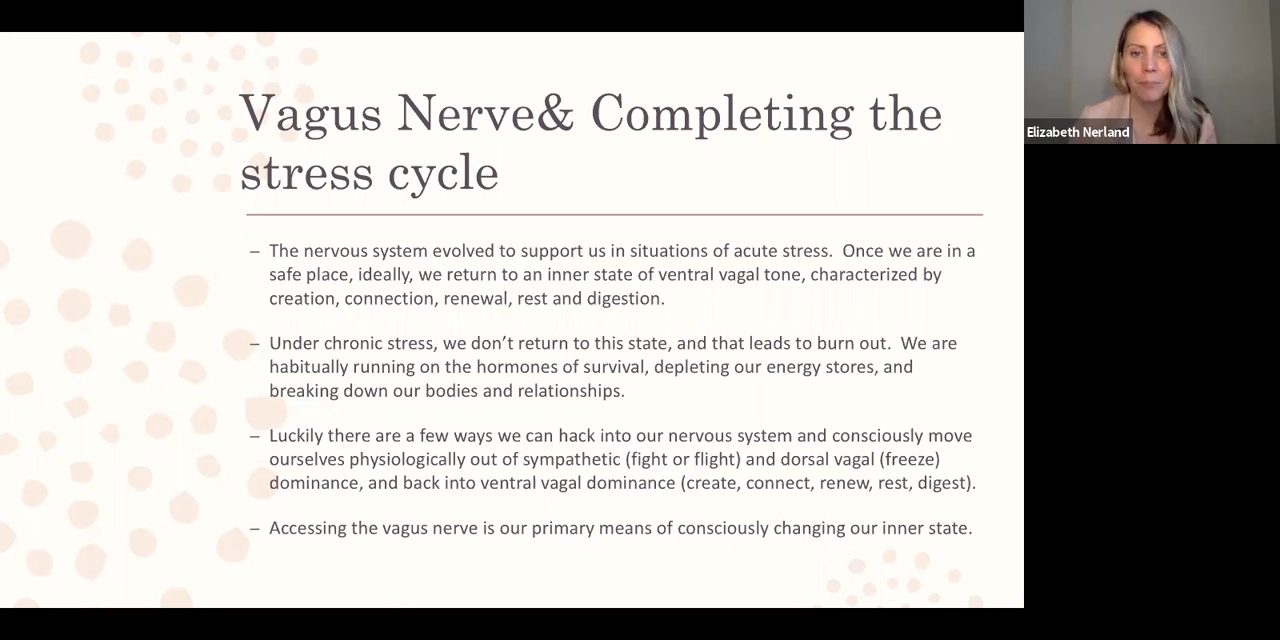 Vagus Nerve& Completing the
stress cycle
– The nervous system evolved to support us in situations of acute stress.  Once we are in a
safe place, ideally, we return to an inner state of ventral vagal tone, characterized by
creation, connection, renewal, rest and digestion.
– Under chronic stress, we don’t return to this state, and that leads to burn out.  We are
habitually running on the hormones of survival, depleting our energy stores, and
breaking down our bodies and relationships.
– Luckily there are a few ways we can hack into our nervous system and consciously move
ourselves physiologically out of sympathetic (fight or flight) and dorsal vagal (freeze)
dominance, and back into ventral vagal dominance (create, connect, renew, rest, digest).
– Accessing the vagus nerve is our primary means of consciously changing our inner state.
Elizabeth Nerland